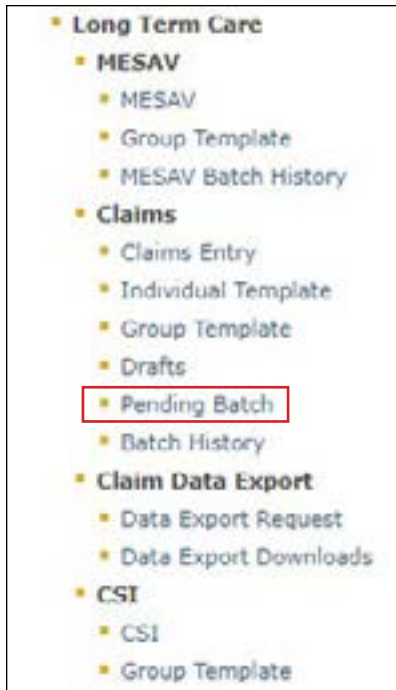 Long Term Care
MESAV
MESAV
Group Template
MESAV Batch History
Claims
Claims Entry
Individual Template
Group Template
Drafts
Pending Batch
Batch History
Claim Data Export
Data Export Request
Data Export Downloads
CSI
CSI
Group Template